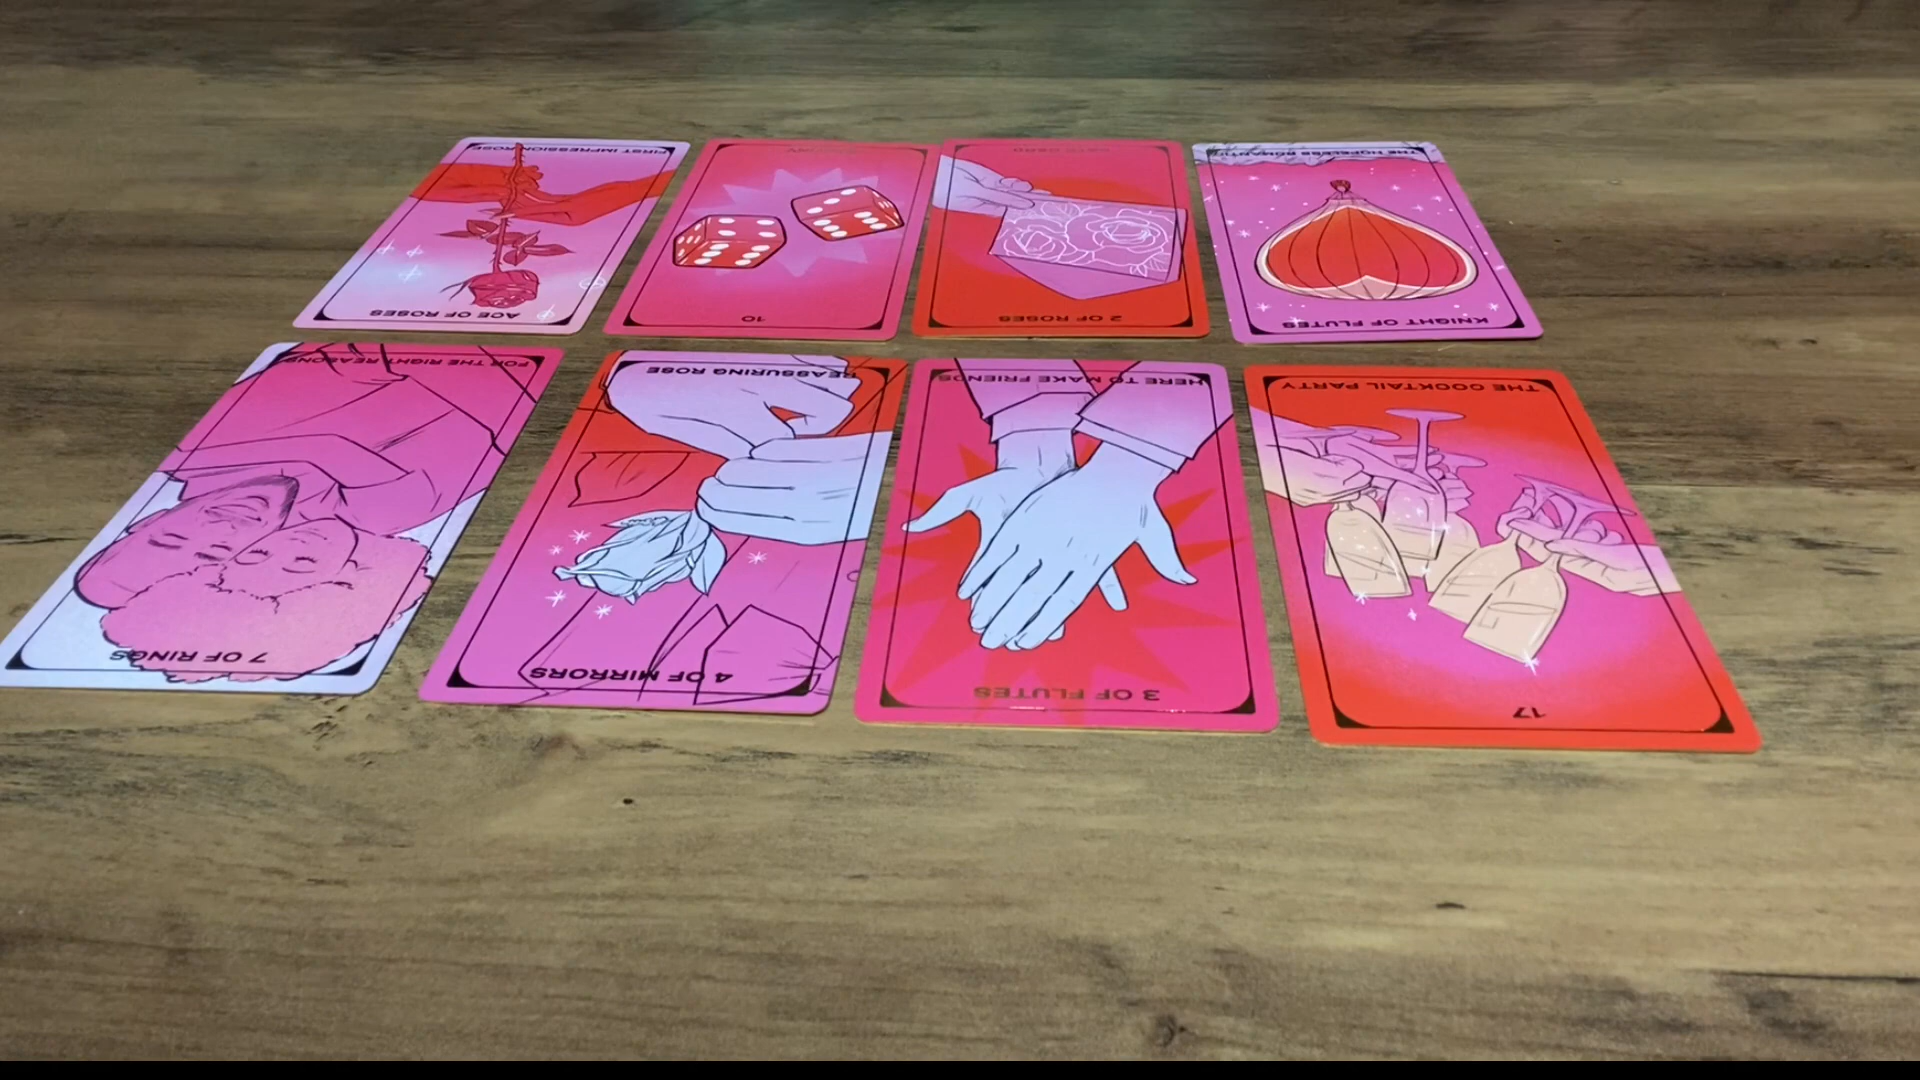 FIRST IMPRESSION ROSE
ACE OF ROSES
10
DATE CARD
2 OF ROSES
THE HOPELESS ROMANTIC
KNIGHT OF FLUTES
FOR THE RIGHT REASONS
7 OF RINGS
REASSURING ROSE
4 OF MIRRORS
HERE TO MAKE FRIENDS
3 OF FLUTES
THE COCKTAIL PARTY
17